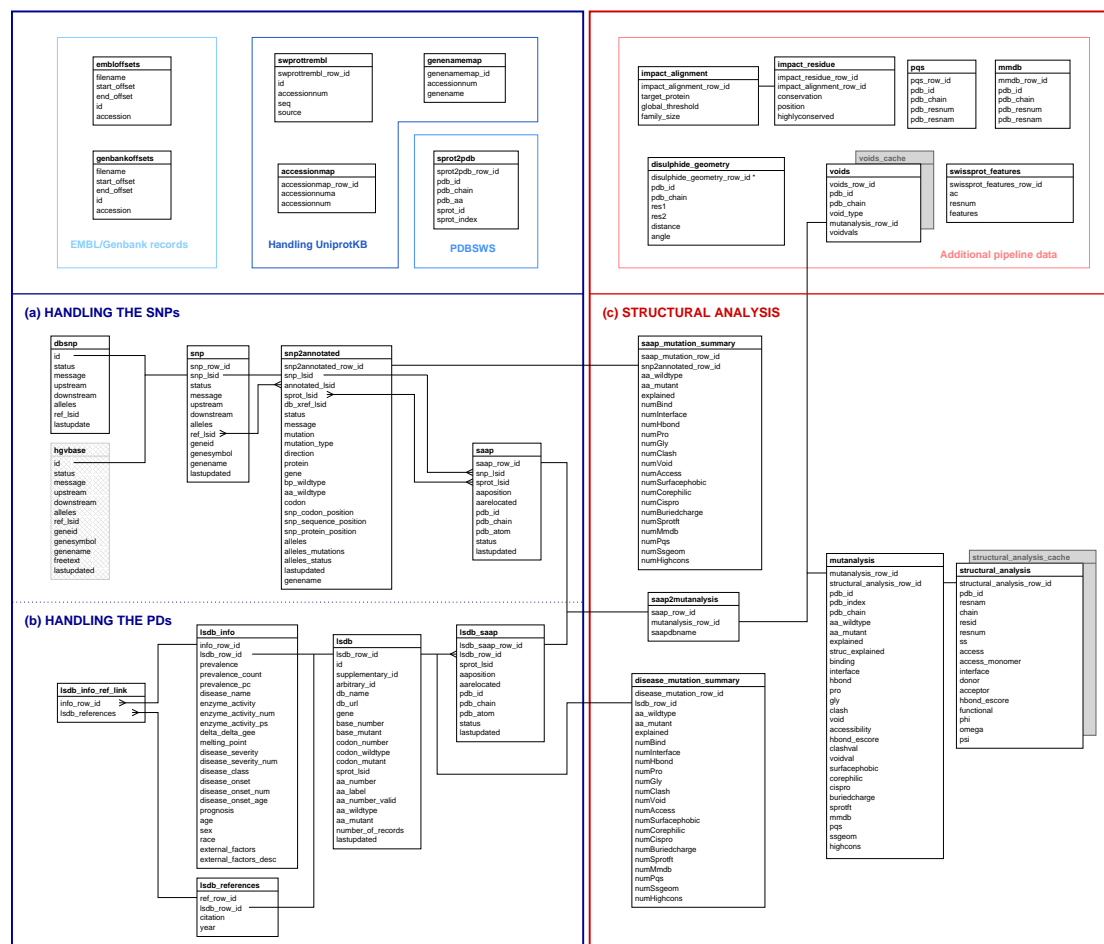 embloffsets
filename
start_offset
end_offset
id
accession
genbankoffsets
filename
start_offset
end_offset
id
accession
EMBL/Genbank records
swprottrembl
swprottrembl_row_id
id
accessionnum
seq
source
genenamemap
genenamemap_id
accessionnum
genename
accessionmap
accessionmap_row_id
accessionnuma
accessionnum
Handling UniprotKB
sprot2pdb
sprot2pdb_row_id
pdb_id
pdb_chain
pdb_aa
sprot_id
sprot_index
PDBSWS
impact_alignment
impact_alignment_row_id
target_protein
global_threshold
family_size
impact_residue
impact_residue_row_id
impact_alignment_row_id
conservation
position
highlyconserved
pqs
pqs_row_id
pdb_id
pdb_chain
pdb_resnum
pdb_resnam
mmdb
mmdb_row_id
pdb_id
pdb_chain
pdb_resnum
pdb_resnam
disulphide_geometry
disulphide_geometry_row_id *
pdb_id
pdb_chain
res1
res2
distance
angle
voids_cache
voids
voids_row_id
pdb_id
pdb_chain
void_type
mutanalysis_row_id
voidvals
swissprot_features
swissprot_features_row_id
ac
resnum
features
Additional pipeline data
(a) HANDLING THE SNPs
dbsnp
id
status
message
upstream
downstream
alleles
ref_lsid
lastupdate
hgvbase
id
status
message
upstream
downstream
alleles
ref_lsid
geneid
genesymbol
genename
freetext
lastupdated
snp
snp_row_id
snp_lsid
status
message
upstream
downstream
alleles
ref_lsid
geneid
genesymbol
genename
lastupdated
snp2annotated
snp2annotated_row_id
snp_lsid
annotated_lsid
sprot_lsid
db_xref_lsid
status
message
mutation
mutation_type
direction
protein
gene
bp_wildtype
aa_wildtype
codon
snp_codon_position
snp_sequence_position
snp_protein_position
alleles
alleles_mutations
alleles_status
lastupdated
genename
saap
saap_row_id
snp_lsid
sprot_lsid
aaposition
aarelocated
pdb_id
pdb_chain
pdb_atom
status
lastupdated
(b) HANDLING THE PDs
lsdb_info_ref_link
info_row_id
lsdb_references
lsdb_info
info_row_id
lsdb_row_id
prevalence
prevalence_count
prevalence_pc
disease_name
enzyme_activity
enzyme_activity_num
enzyme_activity_ps
delta_delta_gee
melting_point
disease_severity
disease_severity_num
disease_class
disease_onset
disease_onset_num
disease_onset_age
prognosis
age
sex
race
external_factors
external_factors_desc
lsdb_references
ref_row_id
lsdb_row_id
citation
year
lsdb
lsdb_row_id
id
supplementary_id
arbitrary_id
db_name
db_url
gene
base_number
base_mutant
codon_number
codon_wildtype
codon_mutant
sprot_lsid
aa_number
aa_label
aa_number_valid
aa_wildtype
aa_mutant
number_of_records
lastupdated
lsdb_saap
lsdb_saap_row_id
lsdb_row_id
sprot_lsid
aaposition
aarelocated
pdb_id
pdb_chain
pdb_atom
status
lastupdated
(c) STRUCTURAL ANALYSIS
saap_mutation_summary
saap_mutation_row_id
snp2annotated_row_id
aa_wildtype
aa_mutant
explained
numBind
numInterface
numHbond
numPro
numGly
numClash
numVoid
numAccess
numSurfacephobic
numCorephilic
numCispro
numBuriedcharge
numSprotft
numMmdb
numPqs
numSsgeom
numHighcons
saap2mutanalysis
saap_row_id
mutanalysis_row_id
saapdbname
disease_mutation_summary
disease_mutation_row_id
lsdb_row_id
aa_wildtype
aa_mutant
explained
numBind
numInterface
numHbond
numPro
numGly
numClash
numVoid
numAccess
numSurfacephobic
numCorephilic
numCispro
numBuriedcharge
numSprotft
numMmdb
numPqs
numSsgeom
numHighcons
mutanalysis
mutanalysis_row_id
structural_analysis_row_id
pdb_id
pdb_index
pdb_chain
aa_wildtype
aa_mutant
explained
struc_explained
binding
interface
hbond
pro
gly
clash
void
accessibility
hbond_escore
clashval
voidval
surfacephobic
corephilic
cispro
buriedcharge
sprotft
mmdb
pqs
ssgeom
highcons
structural_analysis_cache
structural_analysis
structural_analysis_row_id
pdb_id
resnam
chain
resid
resnum
ss
access
access_monomer
interface
donor
acceptor
hbond_escore
functional
phi
omega
psi